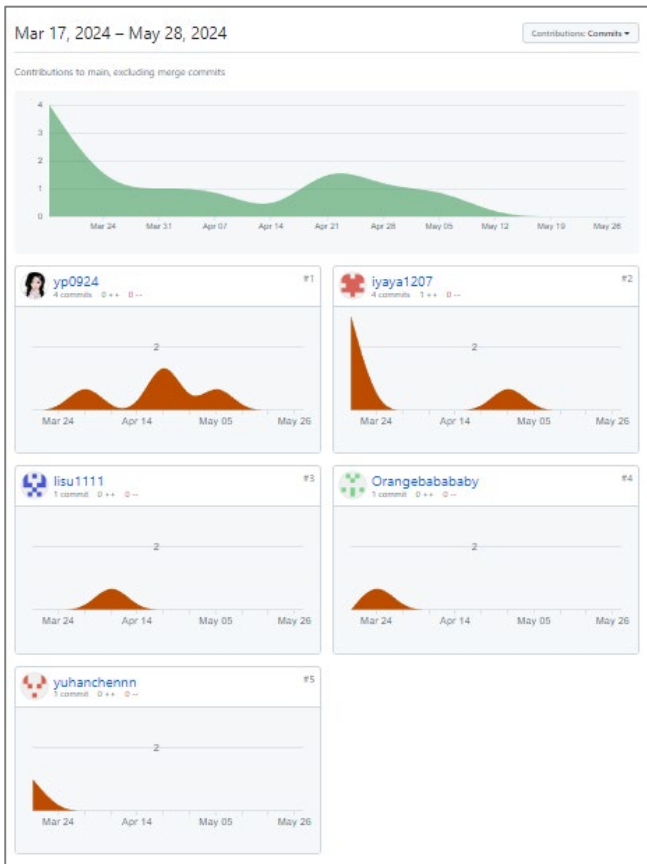 Mar 17, 2024 – May 28, 2024
Contributions: Commits
Contributions to main, excluding merge commits
4
3
2
1
0
Mar 24 Mar 31 Apr 07 Apr 14 Apr 21 Apr 28 May 05 May 12 May 19 May 26
yp0924 #1
4 commits 0 ++ 0 --
2
Mar 24 Apr 14 May 05 May 26
iyaya1207 #2
4 commits 1 ++ 0 --
2
Mar 24 Apr 14 May 05 May 26
lisu1111 #3
1 commit 0 ++ 0 --
2
Mar 24 Apr 14 May 05 May 26
Orangebabababy #4
1 commit 0 ++ 0 --
2
Mar 24 Apr 14 May 05 May 26
yuhanchennn #5
1 commit 0 ++ 0 --
2
Mar 24 Apr 14 May 05 May 26